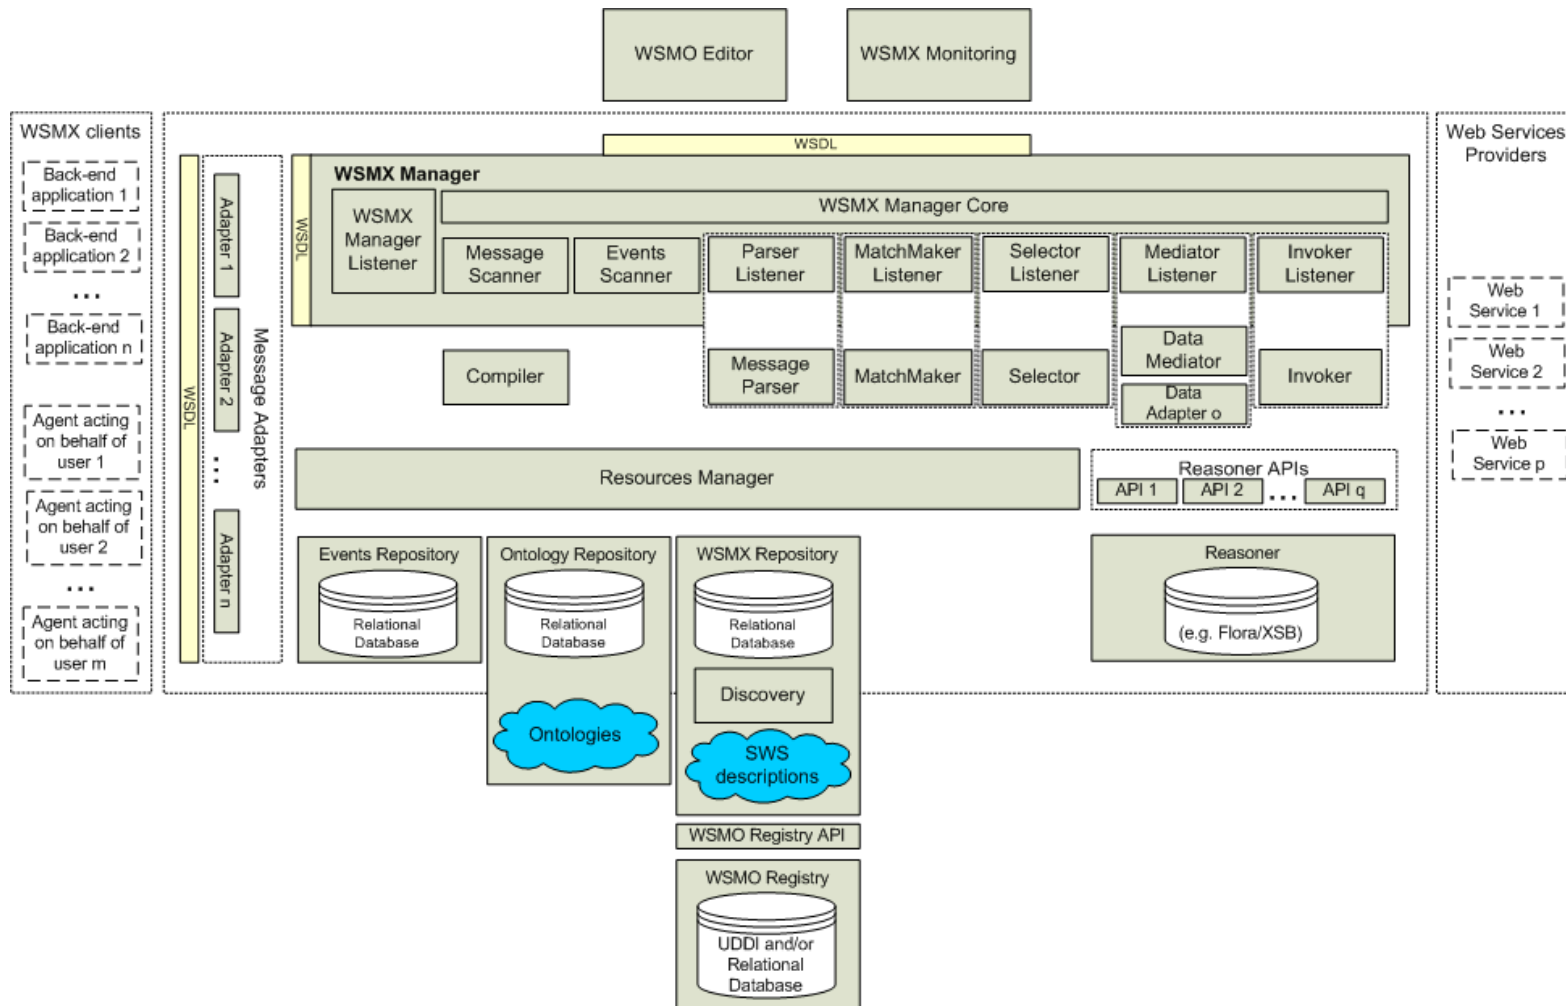 WSMO Editor
WSMX Monitoring
WSMX clients
Back-end
application 1
Back-end
application 2
...
Back-end
application n
Agent acting
on behalf of
user 1
Agent acting
on behalf of
user 2
...
Agent acting
on behalf of
user m
WSDL
Adapter 1
Adapter 2
...
Adapter n
Message Adapters
WSDL
WSDL
WSMX Manager
WSMX
Manager
Listener
WSMX Manager Core
Message
Scanner
Events
Scanner
Parser
Listener
MatchMaker
Listener
Selector
Listener
Mediator
Listener
Invoker
Listener
Compiler
Message
Parser
MatchMaker
Selector
Data
Mediator
Data
Adapter o
Invoker
Resources Manager
Reasoner APIs
API 1
API 2
...
API q
Events Repository
Relational
Database
Ontology Repository
Relational
Database
Ontologies
WSMX Repository
Relational
Database
Discovery
SWS
descriptions
Reasoner
(e.g. Flora/XSB)
WSMO Registry API
WSMO Registry
UDDI and/or
Relational
Database
Web Services
Providers
Web
Service 1
Web
Service 2
...
Web
Service p